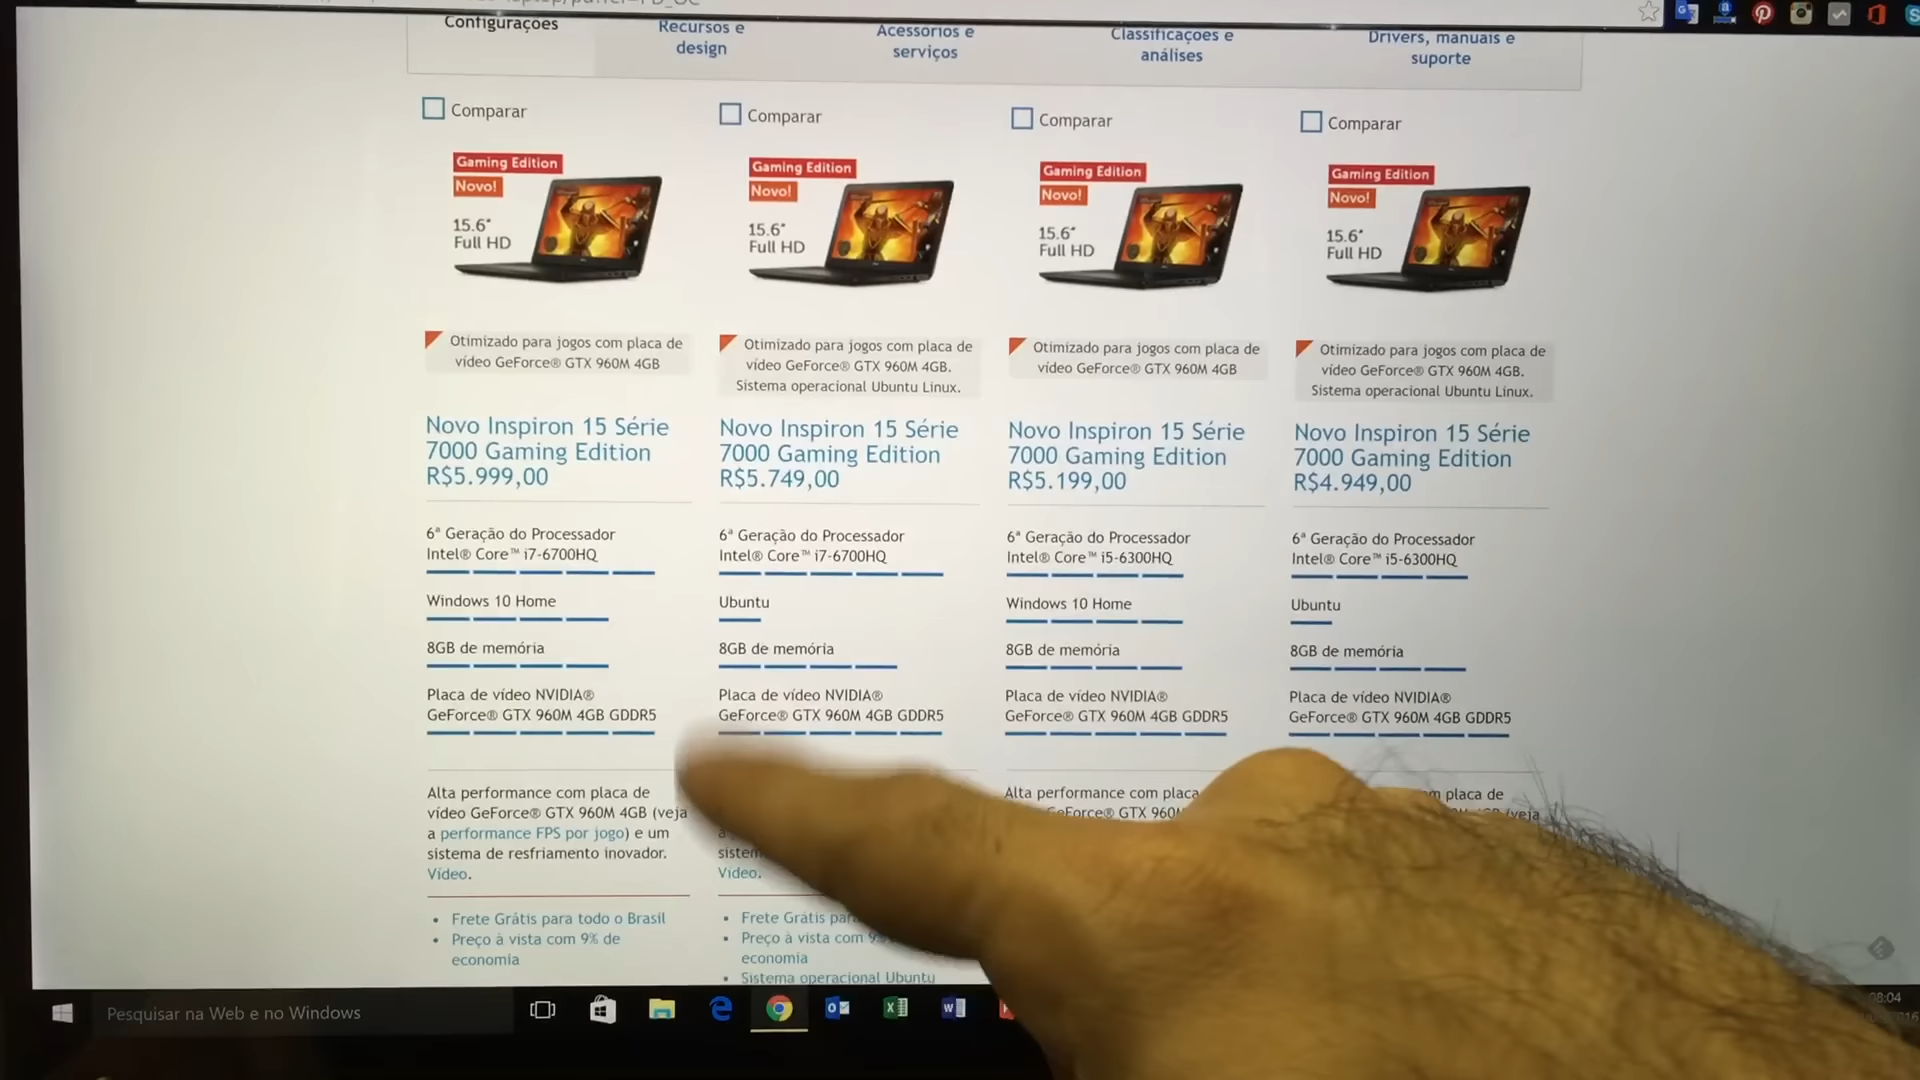 Configurações
Recursos e
design
Acessórios e
serviços
Classificações e
análises
Drivers, manuais e
suporte
Comparar
Gaming Edition
Novo!
15.6"
Full HD
Otimizado para jogos com placa de
vídeo GeForce® GTX 960M 4GB
Novo Inspiron 15 Série
7000 Gaming Edition
R$5.999,00
6ª Geração do Processador
Intel® Core™ i7-6700HQ
Windows 10 Home
8GB de memória
Placa de vídeo NVIDIA®
GeForce® GTX 960M 4GB GDDR5
Alta performance com placa de
vídeo GeForce® GTX 960M 4GB (veja
a performance FPS por jogo) e um
sistema de resfriamento inovador.
Vídeo.
• Frete Grátis para todo o Brasil
• Preço à vista com 9% de
economia
Comparar
Gaming Edition
Novo!
15.6"
Full HD
Otimizado para jogos com placa de
vídeo GeForce® GTX 960M 4GB.
Sistema operacional Ubuntu Linux.
Novo Inspiron 15 Série
7000 Gaming Edition
R$5.749,00
6ª Geração do Processador
Intel® Core™ i7-6700HQ
Ubuntu
8GB de memória
Placa de vídeo NVIDIA®
GeForce® GTX 960M 4GB GDDR5
a
Vídeo.
• Frete Grátis
• Preço à vista com
economia
• Sistema operacional Ubuntu
Comparar
Gaming Edition
Novo!
15.6"
Full HD
Otimizado para jogos com placa de
vídeo GeForce® GTX 960M 4GB
Novo Inspiron 15 Série
7000 Gaming Edition
R$5.199,00
6ª Geração do Processador
Intel® Core™ i5-6300HQ
Windows 10 Home
8GB de memória
Placa de vídeo NVIDIA®
GeForce® GTX 960M 4GB GDDR5
Alta performance com placa
GeForce® GTX 960M
Comparar
Gaming Edition
Novo!
15.6"
Full HD
Otimizado para jogos com placa de
vídeo GeForce® GTX 960M 4GB.
Sistema operacional Ubuntu Linux.
Novo Inspiron 15 Série
7000 Gaming Edition
R$4.949,00
6ª Geração do Processador
Intel® Core™ i5-6300HQ
Ubuntu
8GB de memória
Placa de vídeo NVIDIA®
GeForce® GTX 960M 4GB GDDR5
placa de
(veja
Pesquisar na Web e no Windows
08:04